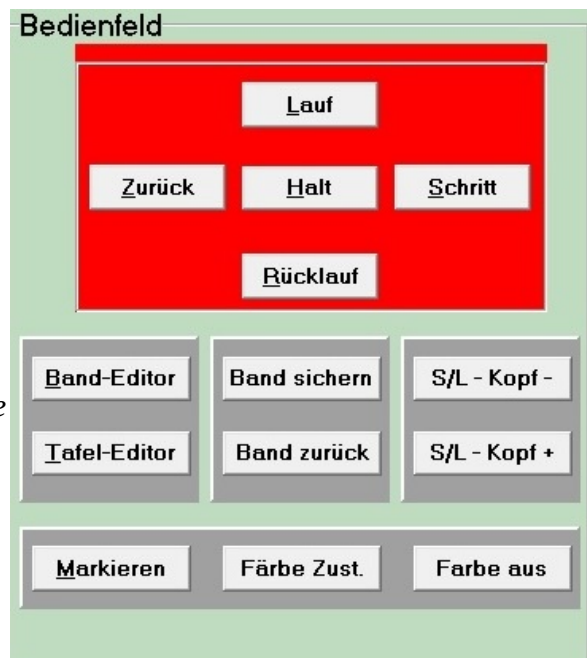 Bedienfeld
Lauf
Zurück Halt Schritt
Rücklauf
Band-Editor Band sichern S/L - Kopf -
e
Tafel-Editor Band zurück S/L - Kopf +
Markieren Färbe Zust. Farbe aus